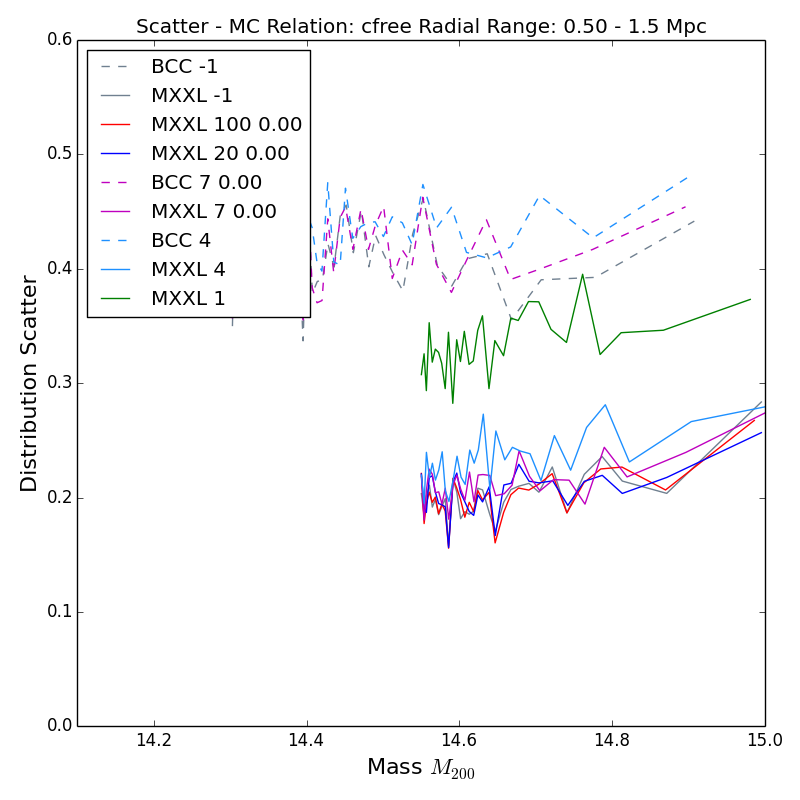 Scatter - MC Relation: cfree Radial Range: 0.50 - 1.5 Mpc
0.6
0.5
0.4
0.3
0.2
0.1
0.0
Distribution Scatter
BCC -1
MXXL -1
MXXL 100 0.00
MXXL 20 0.00
BCC 7 0.00
MXXL 7 0.00
BCC 4
MXXL 4
MXXL 1
14.2 14.4 14.6 14.8 15.0
Mass M_{200}